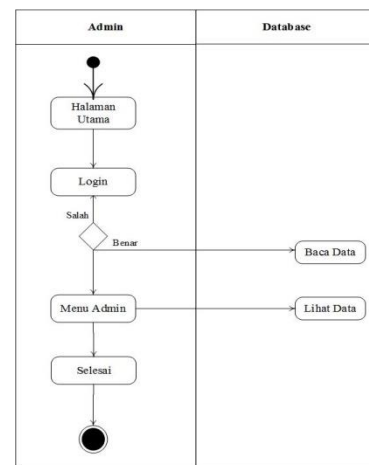 Admin
Database
Halaman
Utama
Login
Salah
Benar
Baca Data
Menu Admin
Lihat Data
Selesai